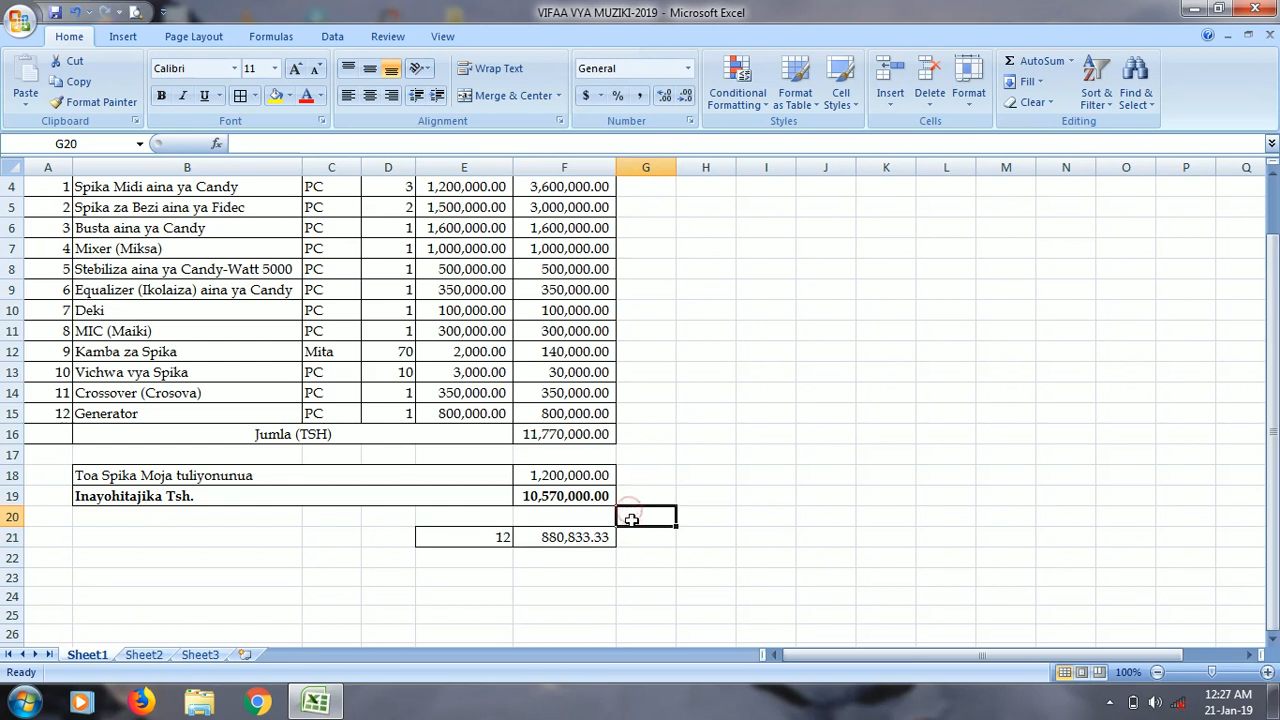 VIFAA VYA MUZIKI-2019 - Microsoft Excel
Home Insert Page Layout Formulas Data Review View
Paste
Cut
Copy
Format Painter
Clipboard
Calibri 11
B I U
Font
Wrap Text
Merge & Center
Alignment
General
$ % ,
Number
Conditional Formatting
Format as Table
Cell Styles
Styles
Insert Delete Format
Cells
AutoSum
Fill
Clear
Sort & Filter
Find & Select
Editing
G20 fx
A B C D E F G H I J K L M N O P Q
4 1 Spika Midi aina ya Candy PC 3 1,200,000.00 3,600,000.00
5 2 Spika za Bezi aina ya Fidec PC 2 1,500,000.00 3,000,000.00
6 3 Busta aina ya Candy PC 1 1,600,000.00 1,600,000.00
7 4 Mixer (Miksa) PC 1 1,000,000.00 1,000,000.00
8 5 Stebiliza aina ya Candy-Watt 5000 PC 1 500,000.00 500,000.00
9 6 Equalizer (Ikolaiza) aina ya Candy PC 1 350,000.00 350,000.00
10 7 Deki PC 1 100,000.00 100,000.00
11 8 MIC (Maiki) PC 1 300,000.00 300,000.00
12 9 Kamba za Spika Mita 70 2,000.00 140,000.00
13 10 Vichwa vya Spika PC 10 3,000.00 30,000.00
14 11 Crossover (Crosova) PC 1 350,000.00 350,000.00
15 12 Generator PC 1 800,000.00 800,000.00
16 Jumla (TSH) 11,770,000.00
17
18 Toa Spika Moja tuliyonunua 1,200,000.00
19 Inayohitajika Tsh. 10,570,000.00
20
21 12 880,833.33
22
23
24
25
26
Sheet1 Sheet2 Sheet3
Ready 100%
12:27 AM
21-Jan-19